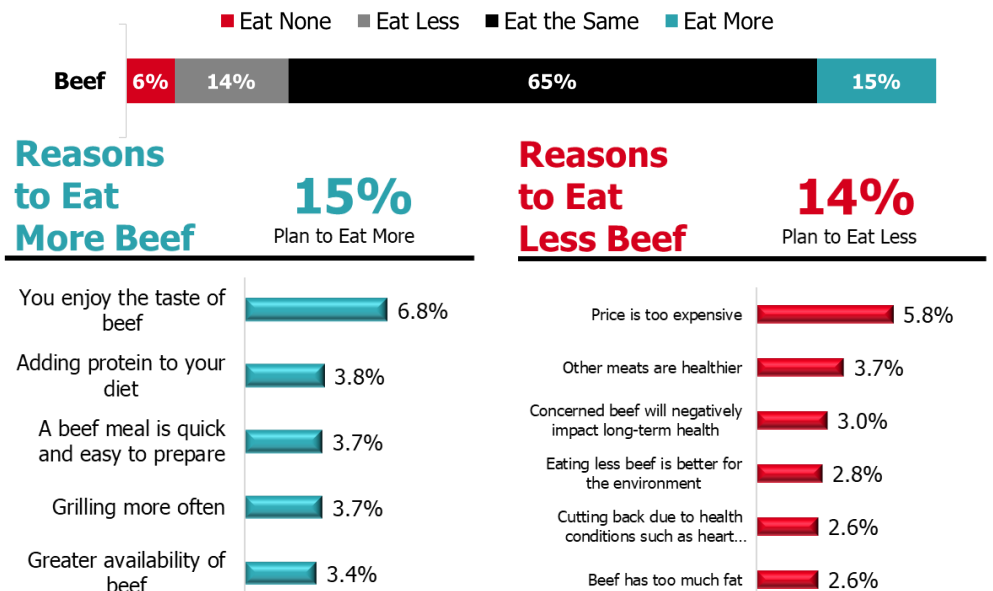 Eat None Eat Less Eat the Same Eat More
Beef 6% 14% 65% 15%
Reasons
to Eat
More Beef
15%
Plan to Eat More
You enjoy the taste of
beef
6.8%
Adding protein to your
diet
3.8%
A beef meal is quick
and easy to prepare
3.7%
Grilling more often
3.7%
Greater availability of
beef
3.4%
Reasons
to Eat
Less Beef
14%
Plan to Eat Less
Price is too expensive
5.8%
Other meats are healthier
3.7%
Concerned beef will negatively
impact long-term health
3.0%
Eating less beef is better for
the environment
2.8%
Cutting back due to health
conditions such as heart...
2.6%
Beef has too much fat
2.6%